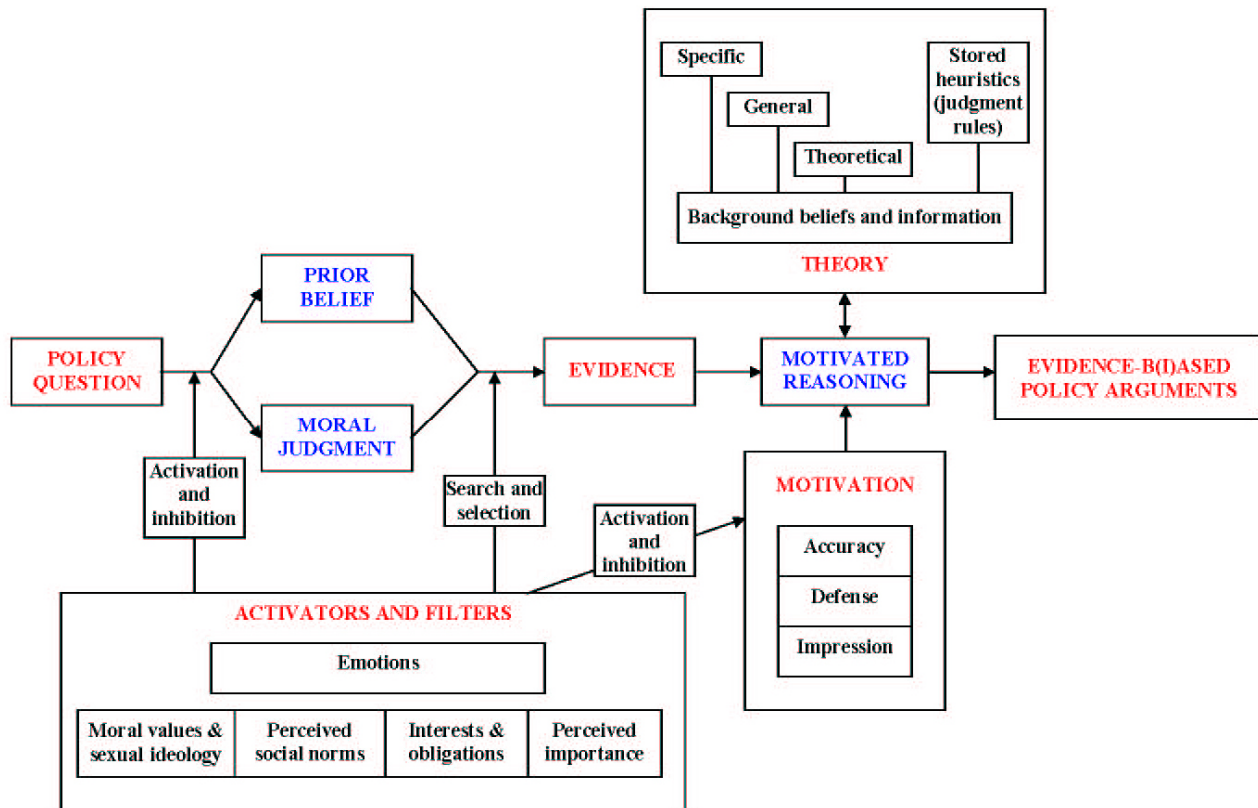 Specific
General
Theoretical
Stored
heuristics
(judgment
rules)
Background beliefs and information
THEORY
PRIOR
BELIEF
POLICY
QUESTION
MORAL
JUDGMENT
EVIDENCE
MOTIVATED
REASONING
EVIDENCE-B(I)ASED
POLICY ARGUMENTS
Activation
and
inhibition
Search and
selection
Activation
and
inhibition
MOTIVATION
Accuracy
Defense
Impression
ACTIVATORS AND FILTERS
Emotions
Moral values &
sexual ideology
Perceived
social norms
Interests &
obligations
Perceived
importance